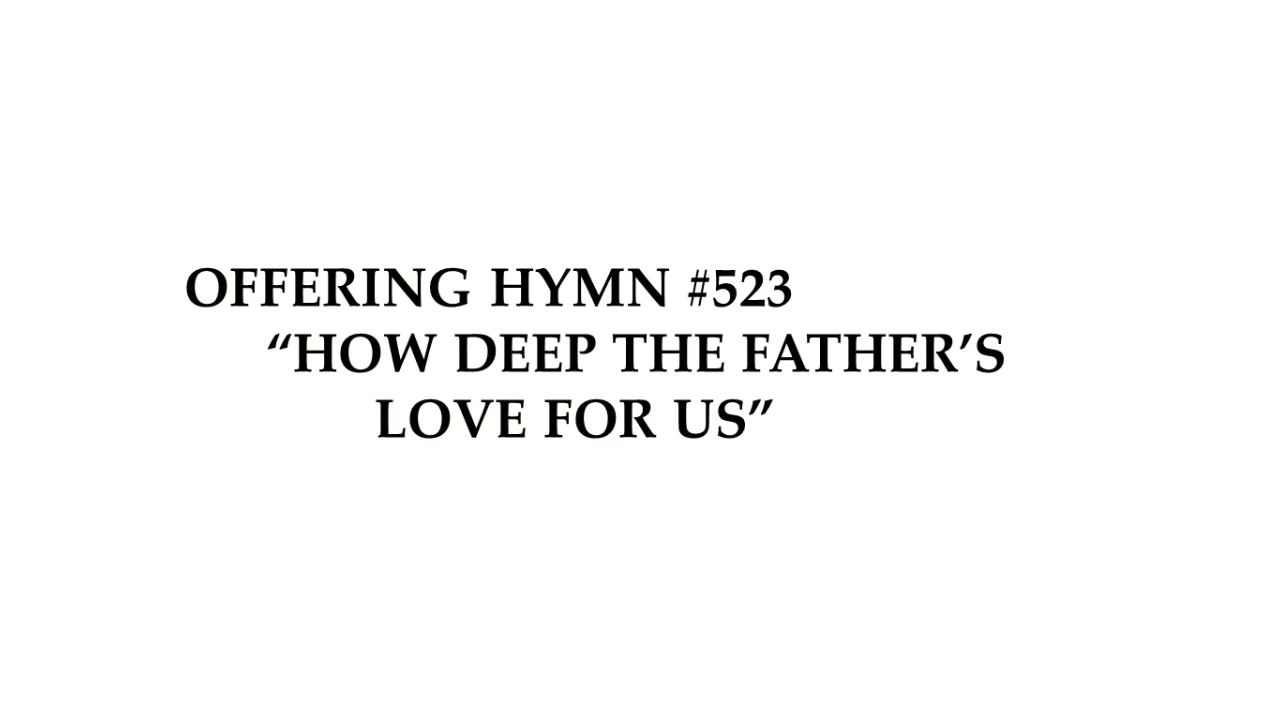 OFFERING HYMN #523
“HOW DEEP THE FATHER’S
LOVE FOR US”